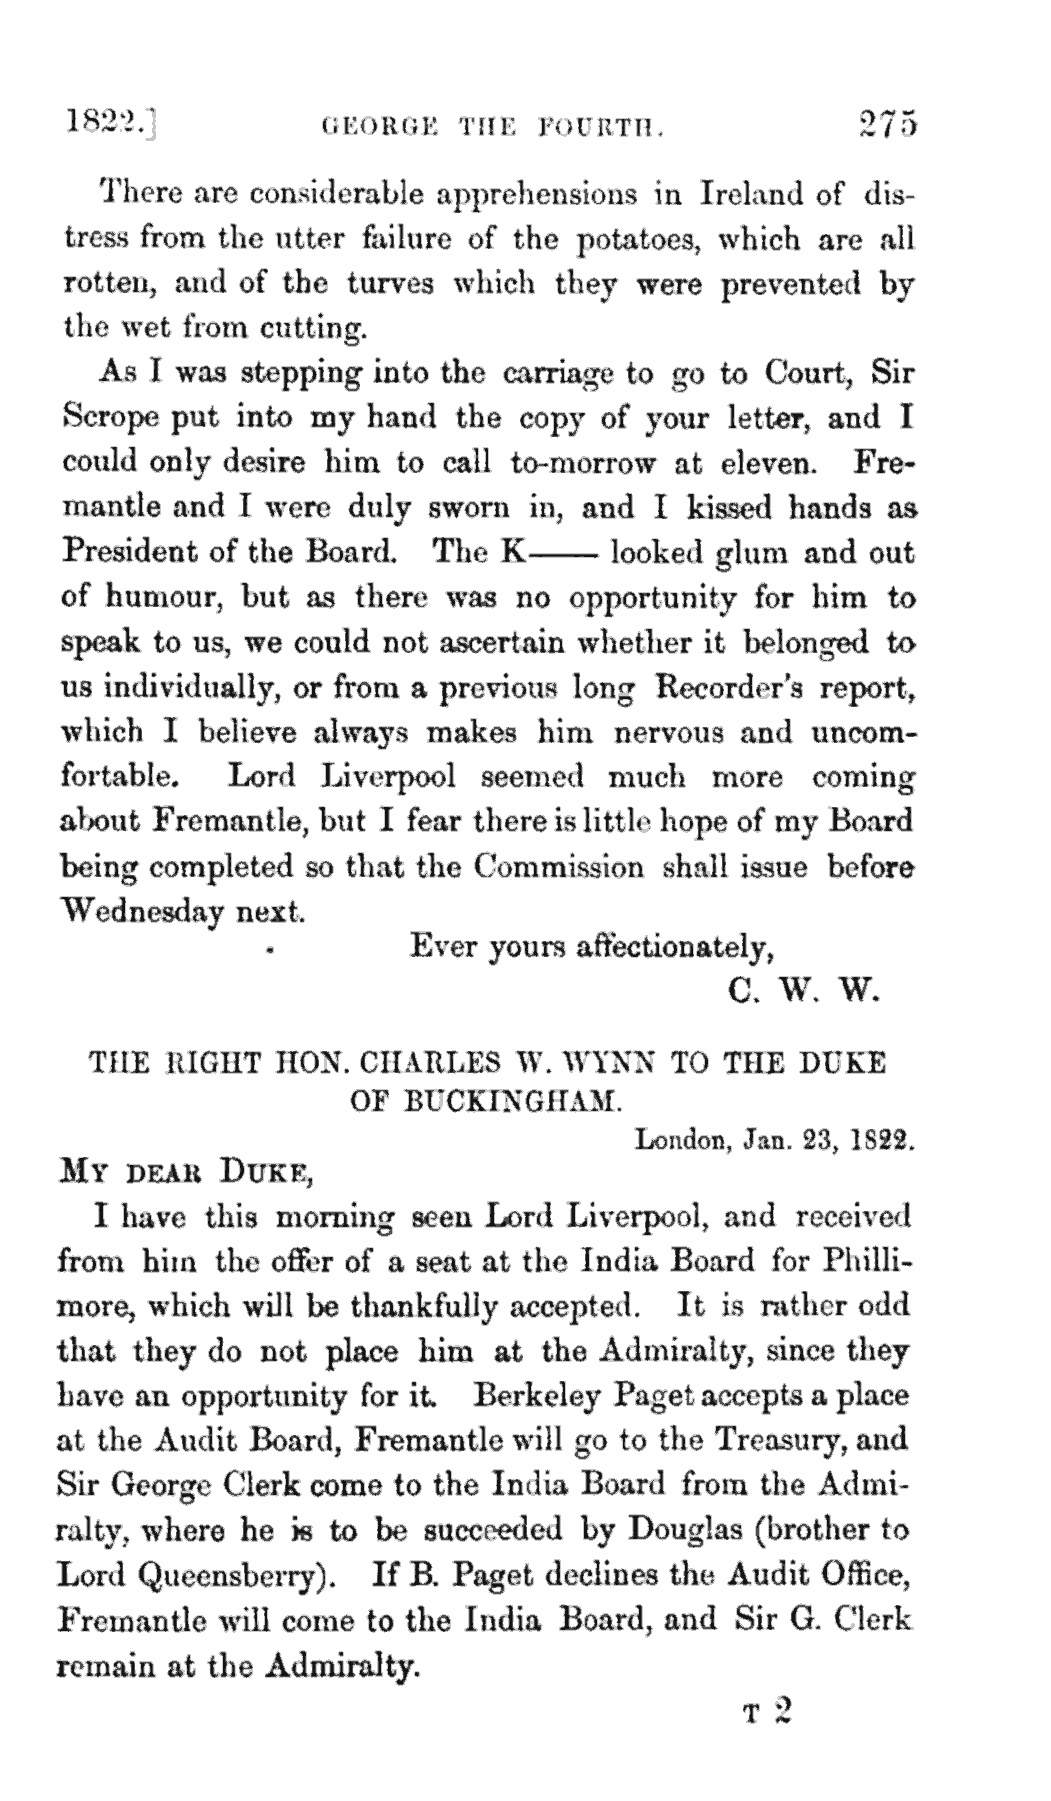 1822.] GEORGE THE FOURTH. 275
There are considerable apprehensions in Ireland of dis-
tress from the utter failure of the potatoes, which are all
rotten, and of the turves which they were prevented by
the wet from cutting.
As I was stepping into the carriage to go to Court, Sir
Scrope put into my hand the copy of your letter, and I
could only desire him to call to-morrow at eleven. Fre-
mantle and I were duly sworn in, and I kissed hands as
President of the Board. The K—— looked glum and out
of humour, but as there was no opportunity for him to
speak to us, we could not ascertain whether it belonged to
us individually, or from a previous long Recorder's report,
which I believe always makes him nervous and uncom-
fortable. Lord Liverpool seemed much more coming
about Fremantle, but I fear there is little hope of my Board
being completed so that the Commission shall issue before
Wednesday next.
Ever yours affectionately,
C. W. W.
THE RIGHT HON. CHARLES W. WYNN TO THE DUKE
OF BUCKINGHAM.
London, Jan. 23, 1822.
MY DEAR DUKE,
I have this morning seen Lord Liverpool, and received
from him the offer of a seat at the India Board for Philli-
more, which will be thankfully accepted. It is rather odd
that they do not place him at the Admiralty, since they
have an opportunity for it. Berkeley Paget accepts a place
at the Audit Board, Fremantle will go to the Treasury, and
Sir George Clerk come to the India Board from the Admi-
ralty, where he is to be succeeded by Douglas (brother to
Lord Queensberry). If B. Paget declines the Audit Office,
Fremantle will come to the India Board, and Sir G. Clerk
remain at the Admiralty.
T 2